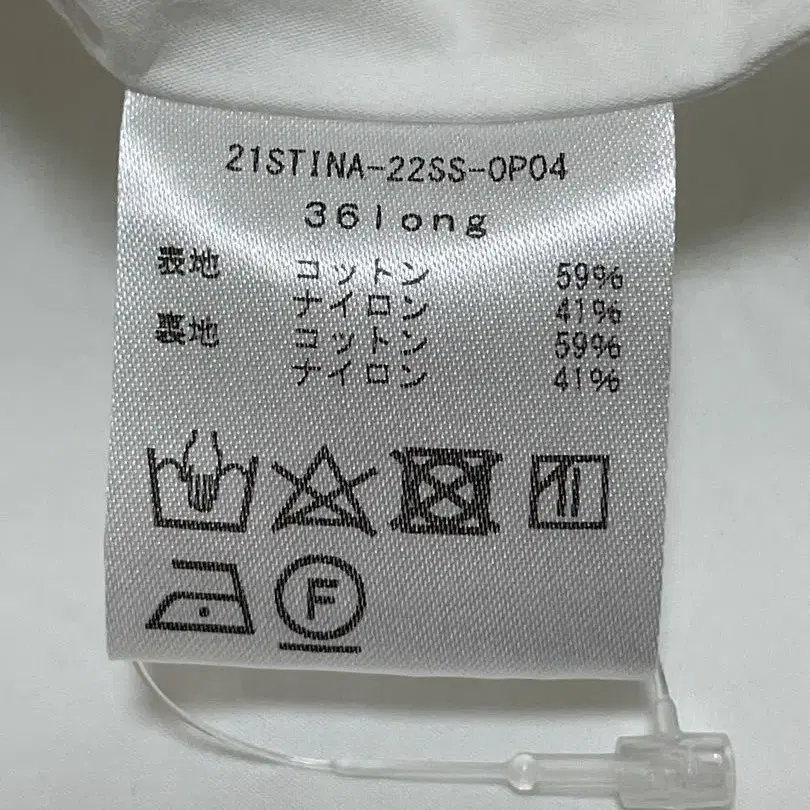 21STINA-22SS-OP04
36long
表地 コットン 59%
ナイロン 41%
裏地 コットン 59%
ナイロン 41%
F